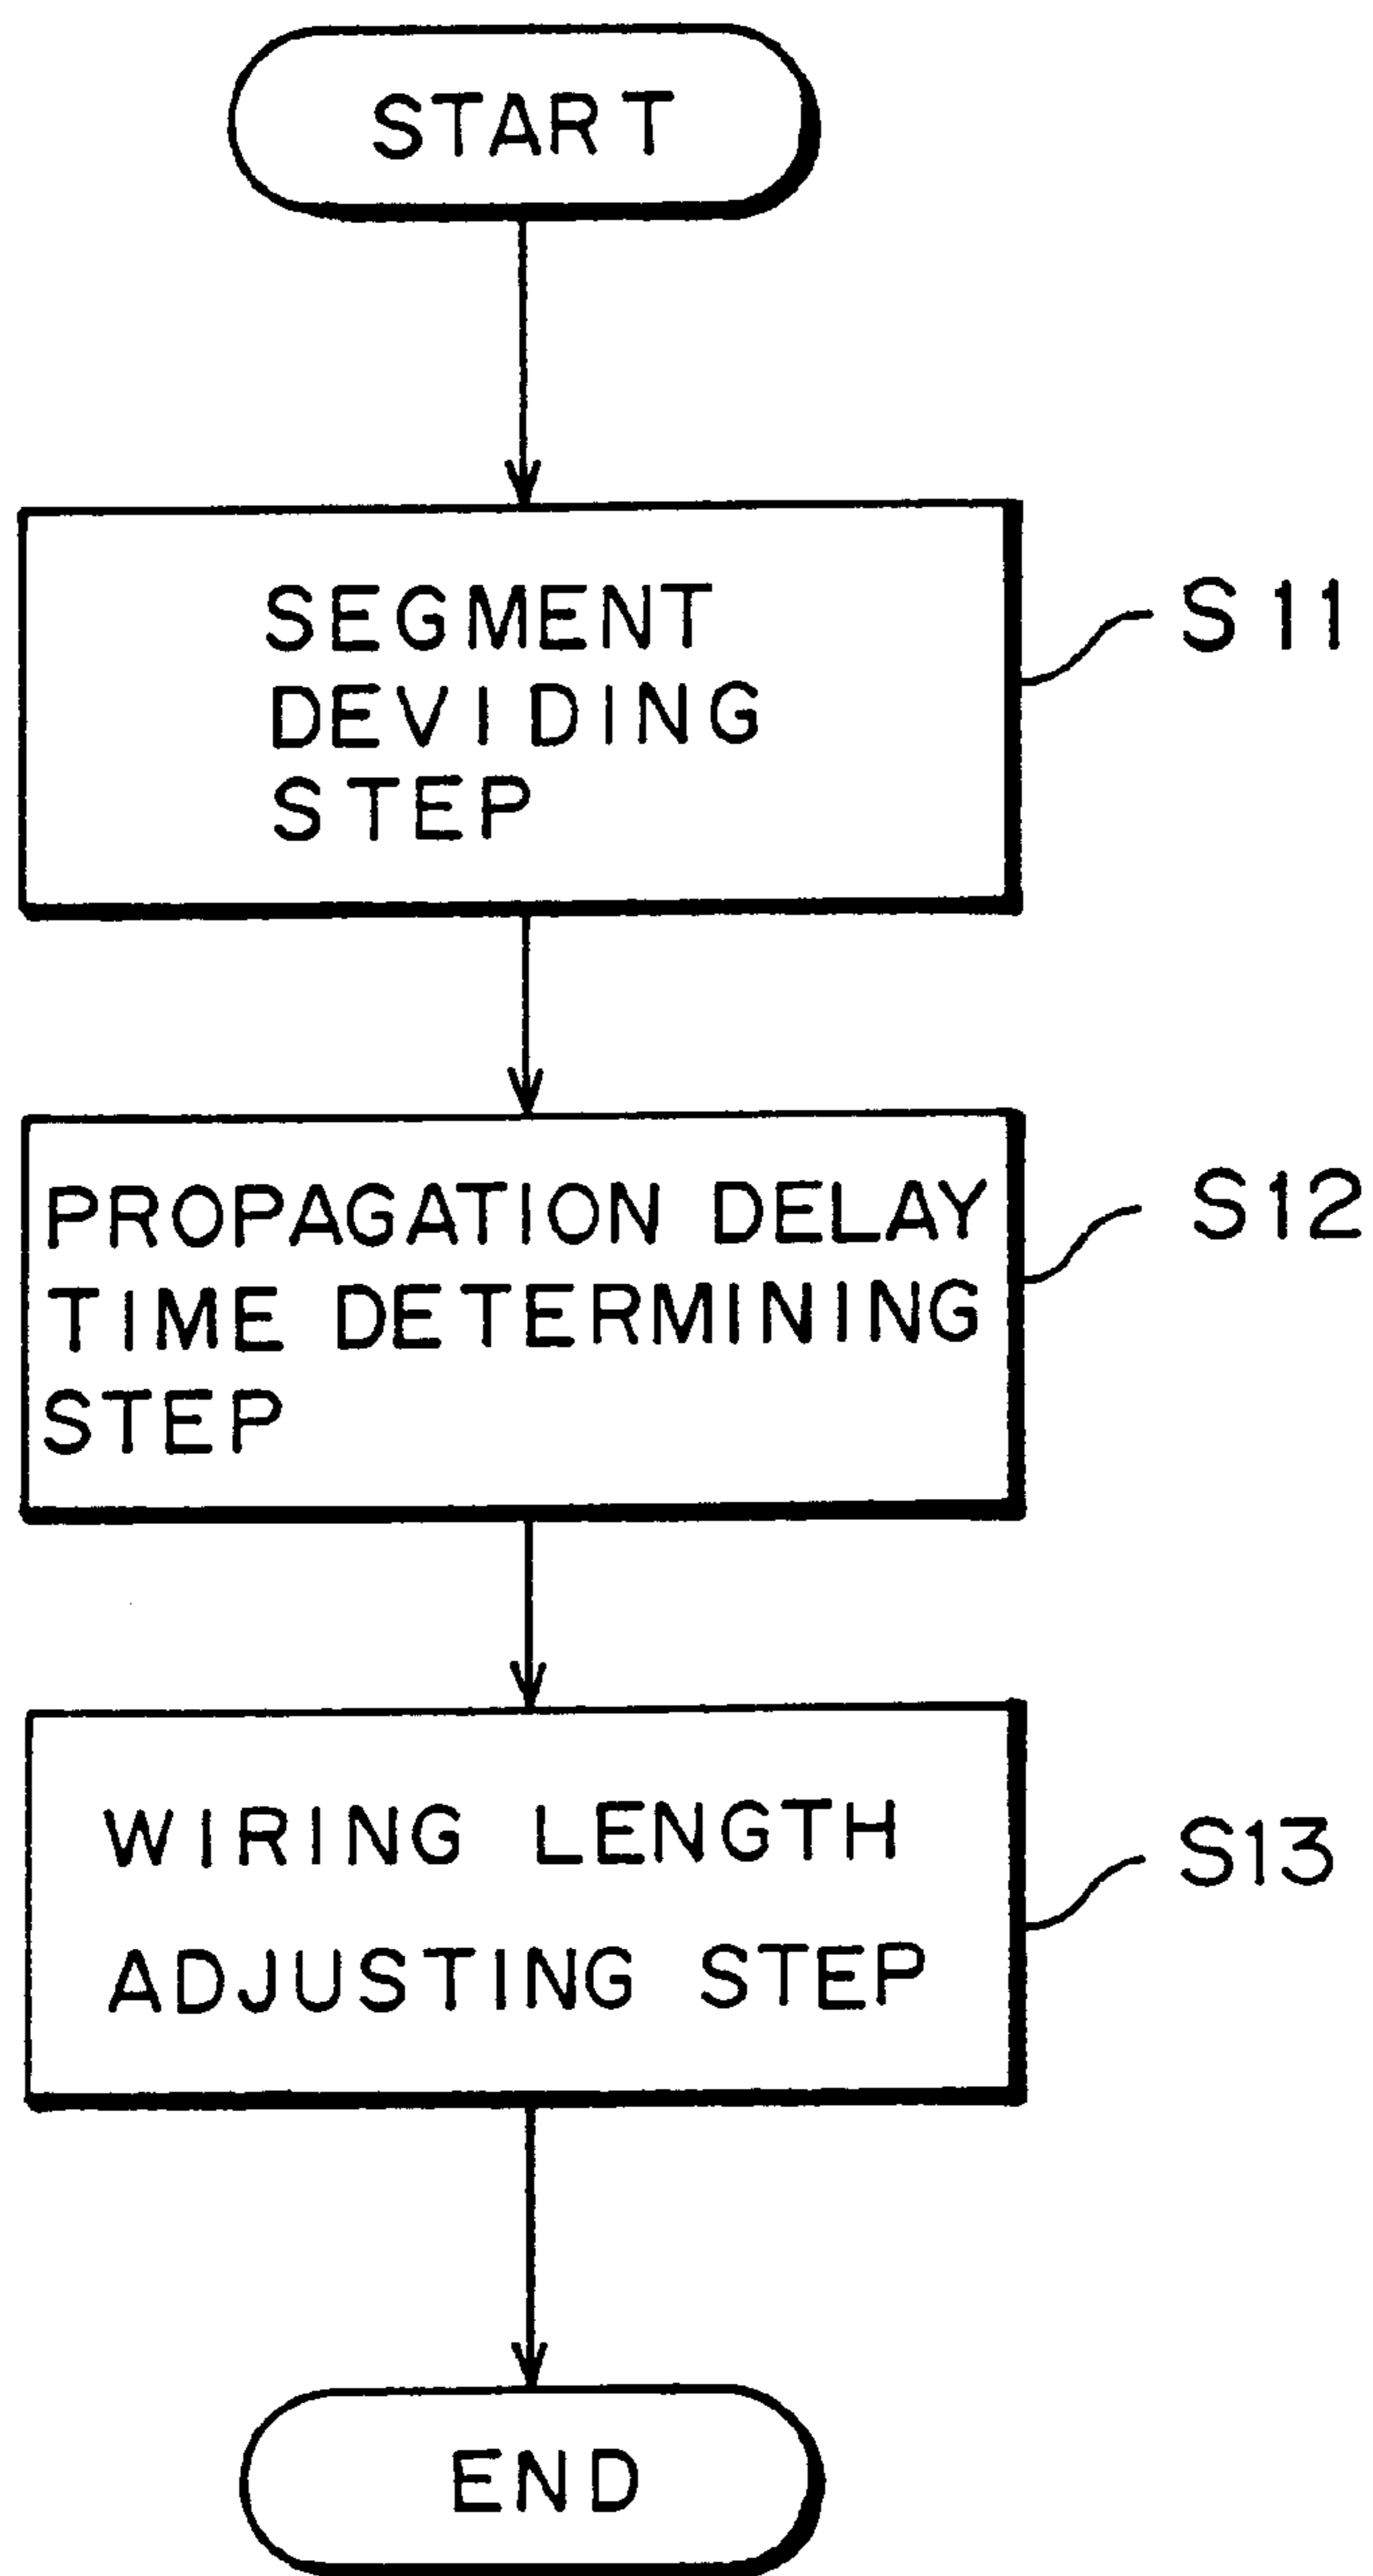 START
SEGMENT
DEVIDING
STEP
S11
PROPAGATION DELAY
TIME DETERMINING
STEP
S12
WIRING LENGTH
ADJUSTING STEP
S13
END